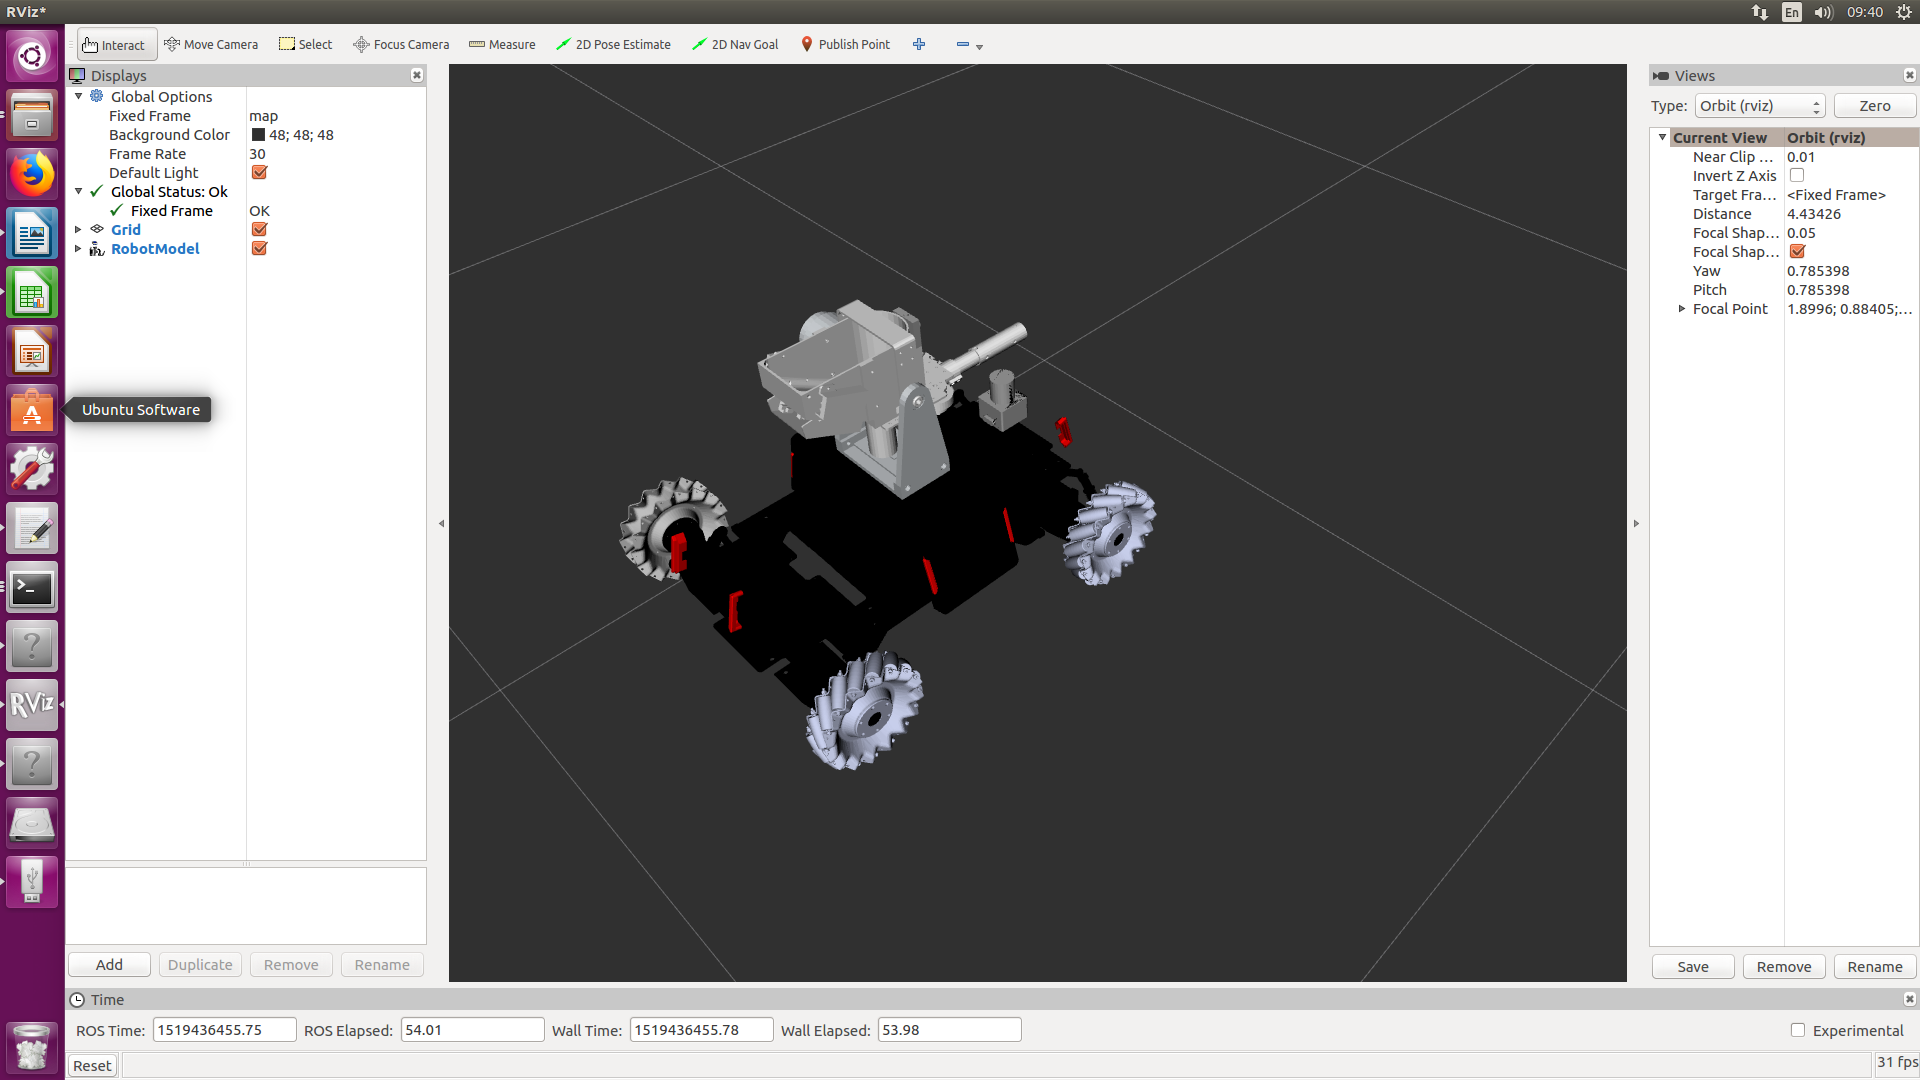 RViz*
En
09:40
Interact
Move Camera
Select
Focus Camera
Measure
2D Pose Estimate
2D Nav Goal
Publish Point
Displays
Global Options
Fixed Frame map
Background Color 48; 48; 48
Frame Rate 30
Default Light
Global Status: Ok
Fixed Frame OK
Grid
RobotModel
Ubuntu Software
RViz
Add
Duplicate
Remove
Rename
Views
Type: Orbit (rviz) Zero
Current View Orbit (rviz)
Near Clip ... 0.01
Invert Z Axis
Target Fra... <Fixed Frame>
Distance 4.43426
Focal Shap... 0.05
Focal Shap...
Yaw 0.785398
Pitch 0.785398
Focal Point 1.8996; 0.88405;...
Save
Remove
Rename
Time
ROS Time: 1519436455.75 ROS Elapsed: 54.01 Wall Time: 1519436455.78 Wall Elapsed: 53.98 Experimental
Reset
31 fps